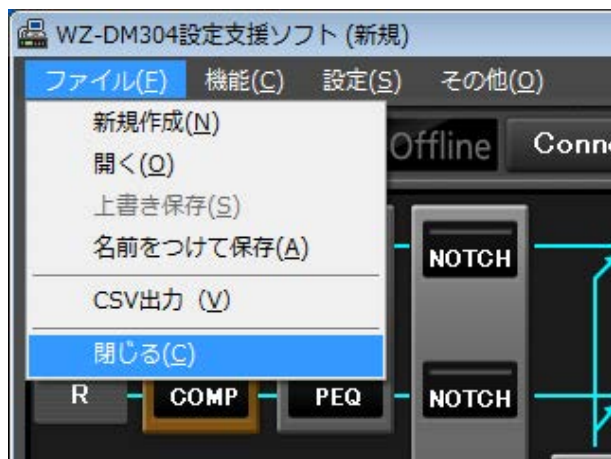 WZ-DM304設定支援ソフト (新規)
ファイル(F) 機能(C) 設定(S) その他(O)
新規作成(N)
Offline
開く(O)
上書き保存(S)
名前をつけて保存(A)
NOTCH
CSV出力 (V)
閉じる(C)
R COMP PEQ NOTCH